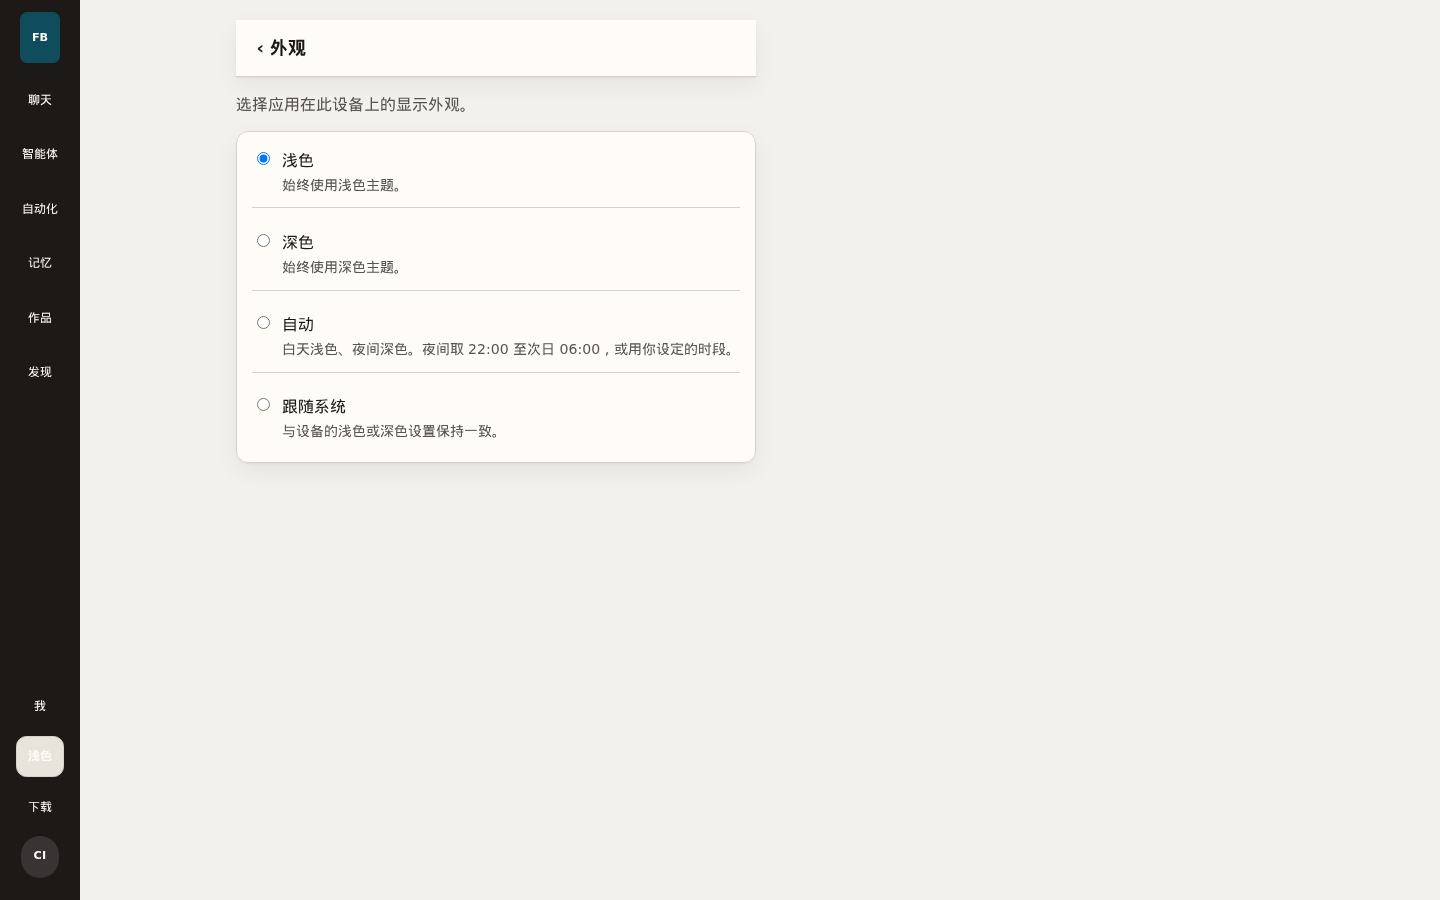 FB
聊天
智能体
自动化
记忆
作品
发现
我
浅色
下载
CI
‹ 外观
选择应用在此设备上的显示外观。
浅色
始终使用浅色主题。
深色
始终使用深色主题。
自动
白天浅色、夜间深色。夜间取 22:00 至次日 06:00 , 或用你设定的时段。
跟随系统
与设备的浅色或深色设置保持一致。